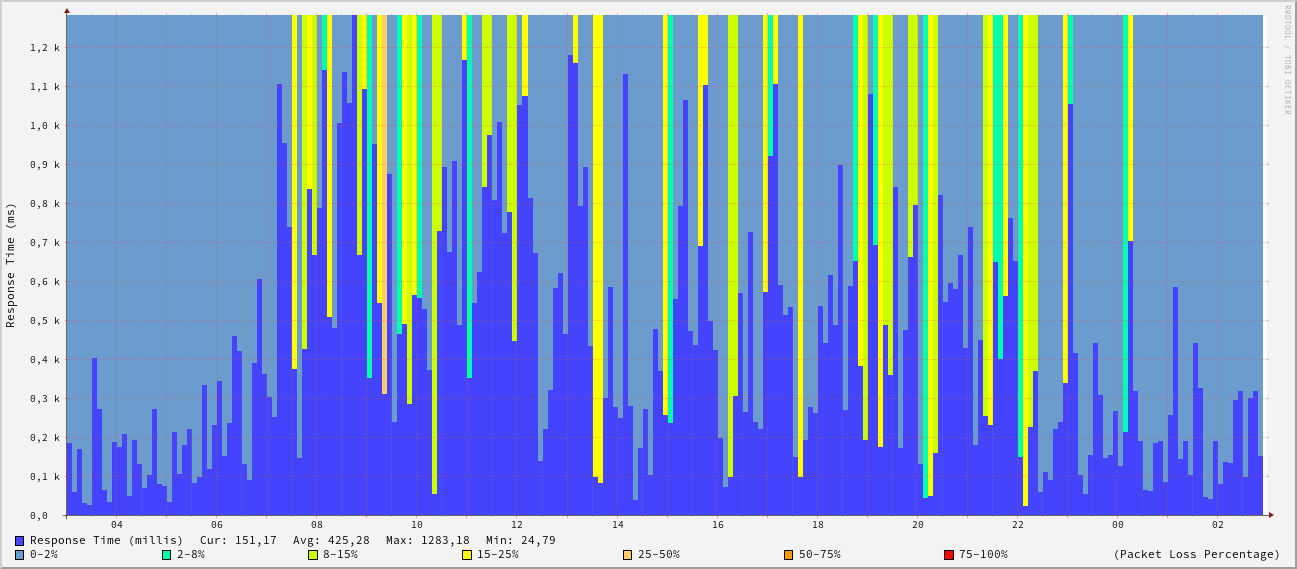 RRDTOOL / TOBI OETIKER
Response Time (ms)
1,2 k
1,1 k
1,0 k
0,9 k
0,8 k
0,7 k
0,6 k
0,5 k
0,4 k
0,3 k
0,2 k
0,1 k
0,0
04 06 08 10 12 14 16 18 20 22 00 02
Response Time (millis) Cur: 151,17 Avg: 425,28 Max: 1283,18 Min: 24,79
0-2% 2-8% 8-15% 15-25% 25-50% 50-75% 75-100% (Packet Loss Percentage)